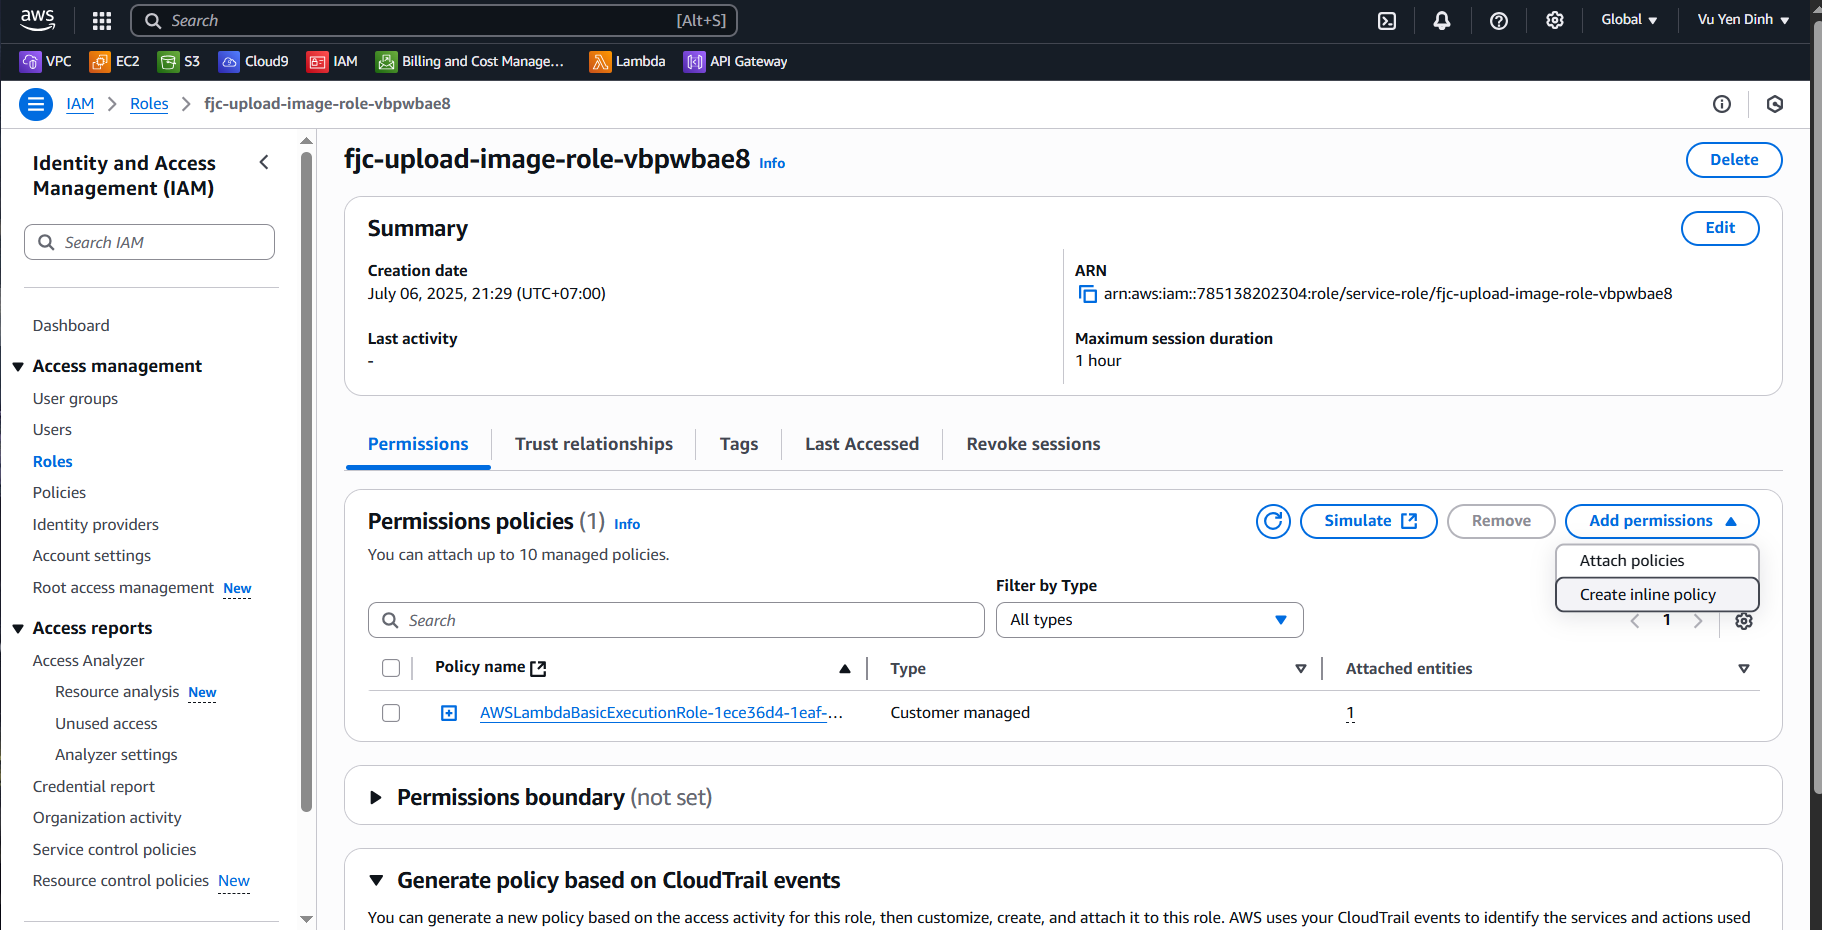 aws
Search [Alt+S]
Global
Vu Yen Dinh
VPC
EC2
S3
Cloud9
IAM
Billing and Cost Manage...
Lambda
API Gateway
IAM
Roles
fjc-upload-image-role-vbpwbae8
Identity and Access
Management (IAM)
Search IAM
Dashboard
Access management
User groups
Users
Roles
Policies
Identity providers
Account settings
Root access management New
Access reports
Access Analyzer
Resource analysis New
Unused access
Analyzer settings
Credential report
Organization activity
Service control policies
Resource control policies New
fjc-upload-image-role-vbpwbae8 Info
Delete
Summary
Edit
Creation date
July 06, 2025, 21:29 (UTC+07:00)
ARN
arn:aws:iam::785138202304:role/service-role/fjc-upload-image-role-vbpwbae8
Last activity
-
Maximum session duration
1 hour
Permissions
Trust relationships
Tags
Last Accessed
Revoke sessions
Permissions policies (1) Info
You can attach up to 10 managed policies.
Simulate
Remove
Add permissions
Attach policies
Create inline policy
Filter by Type
Search
All types
1
Policy name
Type
Attached entities
AWSLambdaBasicExecutionRole-1ece36d4-1eaf-...
Customer managed
1
Permissions boundary (not set)
Generate policy based on CloudTrail events
You can generate a new policy based on the access activity for this role, then customize, create, and attach it to this role. AWS uses your CloudTrail events to identify the services and actions used